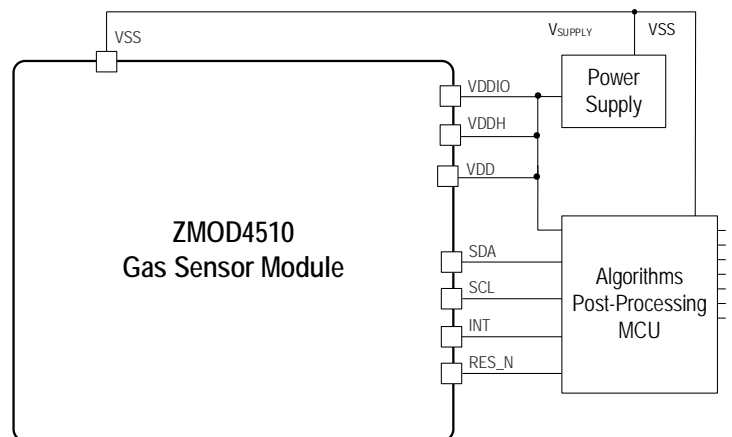 VSS
VSUPPLY
VSS
Power
Supply
VDDIO
VDDH
VDD
ZMOD4510
Gas Sensor Module
SDA
SCL
INT
RES_N
Algorithms
Post-Processing
MCU